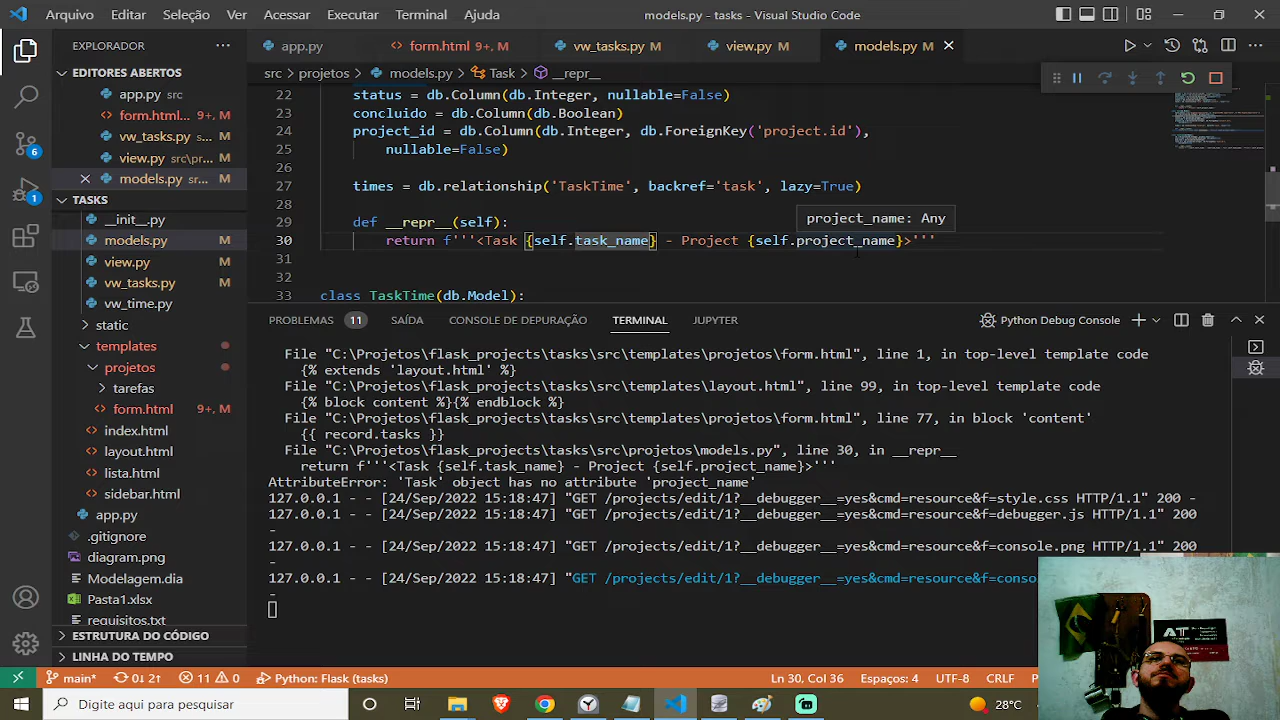 Arquivo Editar Seleção Ver Acessar Executar Terminal Ajuda
models.py - tasks - Visual Studio Code
EXPLORADOR
app.py
form.html 9+, M
vw_tasks.py M
view.py M
models.py M
EDITORES ABERTOS
app.py src
form.html... 9+, M
vw_tasks.py s... M
view.py src\pr... M
models.py sr... M
TASKS
__init__.py
models.py M
view.py M
vw_tasks.py M
vw_time.py
static
templates
projetos
tarefas
form.html 9+, M
index.html
layout.html
lista.html
sidebar.html
app.py
.gitignore
diagram.png
Modelagem.dia
Pasta1.xlsx
requisitos.txt
ESTRUTURA DO CÓDIGO
LINHA DO TEMPO
6
1
src > projetos > models.py > Task > __repr__
22 status = db.Column(db.Integer, nullable=False)
23 concluido = db.Column(db.Boolean)
24 project_id = db.Column(db.Integer, db.ForeignKey('project.id'),
25 nullable=False)
26
27 times = db.relationship('TaskTime', backref='task', lazy=True)
28
29 def __repr__(self):
project_name: Any
30 return f'''<Task {self.task_name} - Project {self.project_name}>'''
31
32
33 class TaskTime(db.Model):
PROBLEMAS 11 SAÍDA CONSOLE DE DEPURAÇÃO TERMINAL JUPYTER
Python Debug Console
File "C:\Projetos\flask_projects\tasks\src\templates\projetos\form.html", line 1, in top-level template code
{% extends 'layout.html' %}
File "C:\Projetos\flask_projects\tasks\src\templates\layout.html", line 99, in top-level template code
{% block content %}{% endblock %}
File "C:\Projetos\flask_projects\tasks\src\templates\projetos\form.html", line 77, in block 'content'
{{ record.tasks }}
File "C:\Projetos\flask_projects\tasks\src\projetos\models.py", line 30, in __repr__
return f'''<Task {self.task_name} - Project {self.project_name}>'''
AttributeError: 'Task' object has no attribute 'project_name'
127.0.0.1 - - [24/Sep/2022 15:18:47] "GET /projects/edit/1?__debugger__=yes&cmd=resource&f=style.css HTTP/1.1" 200 -
127.0.0.1 - - [24/Sep/2022 15:18:47] "GET /projects/edit/1?__debugger__=yes&cmd=resource&f=debugger.js HTTP/1.1" 200
-
127.0.0.1 - - [24/Sep/2022 15:18:47] "GET /projects/edit/1?__debugger__=yes&cmd=resource&f=console.png HTTP/1.1" 200
-
127.0.0.1 - - [24/Sep/2022 15:18:47] "GET /projects/edit/1?__debugger__=yes&cmd=resource&f=conso
-
AT
main* 0↓ 2↑ 11 0 Python: Flask (tasks)
Ln 30, Col 36 Espaços: 4 UTF-8 CRLF
Digite aqui para pesquisar
28°C